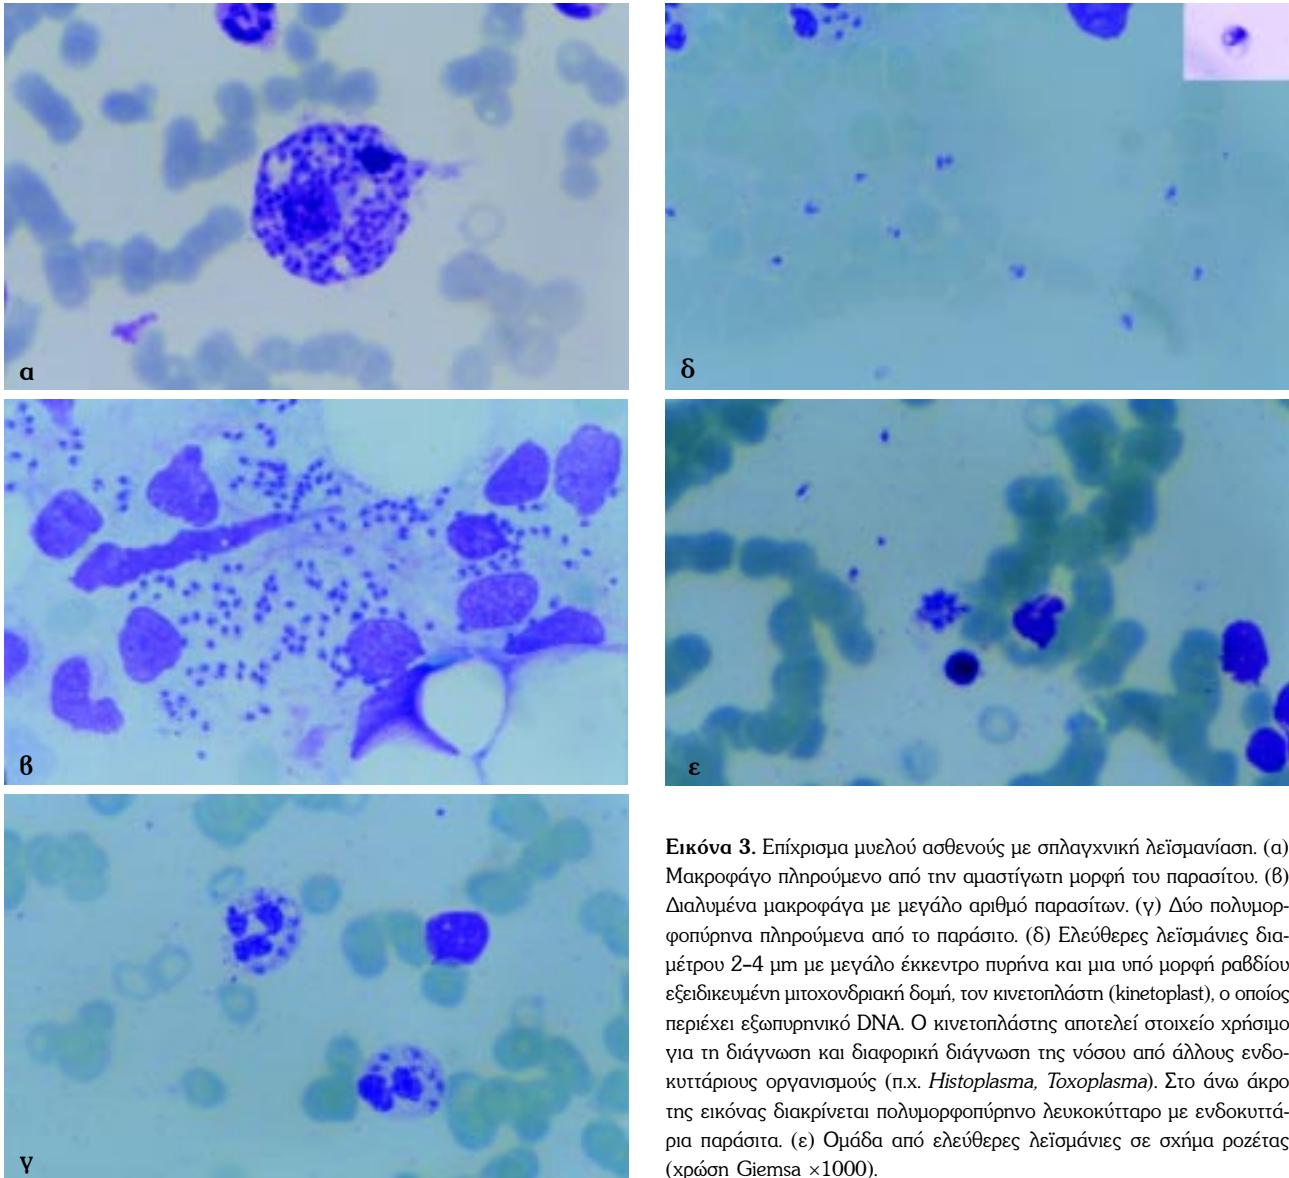 α
δ
β
ε
γ
Εικόνα 3. Επίχρισμα μυελού ασθενούς με σπλαγχνική λεϊσμανίαση. (α)
Μακροφάγο πληρούμενο από την αμαστίγωτη μορφή του παρασίτου. (β)
Διαλυμένα μακροφάγα με μεγάλο αριθμό παρασίτων. (γ) Δύο πολυμορ-
φοπύρηνα πληρούμενα από το παράσιτο. (δ) Ελεύθερες λεϊσμάνιες δια-
μέτρου 2–4 μm με μεγάλο έκκεντρο πυρήνα και μια υπό μορφή ραβδίου
εξειδικευμένη μιτοχονδριακή δομή, τον κινετοπλάστη (kinetoplast), ο οποίος
περιέχει εξωπυρηνικό DNA. Ο κινετοπλάστης αποτελεί στοιχείο χρήσιμο
για τη διάγνωση και διαφορική διάγνωση της νόσου από άλλους ενδο-
κυττάριους οργανισμούς (π.χ. Histoplasma, Toxoplasma). Στο άνω άκρο
της εικόνας διακρίνεται πολυμορφοπύρηνο λευκοκύτταρο με ενδοκυττά-
ρια παράσιτα. (ε) Ομάδα από ελεύθερες λεϊσμάνιες σε σχήμα ροζέτας
(χρώση Giemsa ×1000).